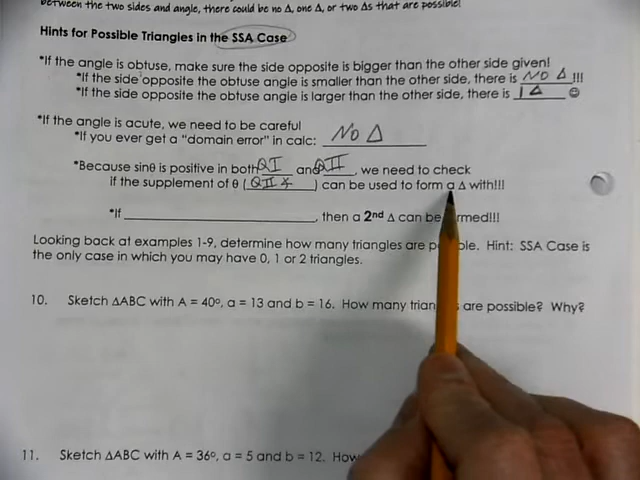 between the two sides and angle, there could be no Δ, one Δ, or two Δs that are possible!
Hints for Possible Triangles in the SSA Case
*If the angle is obtuse, make sure the side opposite is bigger than the other side given!
*If the side opposite the obtuse angle is smaller than the other side, there is NO Δ !!!
*If the side opposite the obtuse angle is larger than the other side, there is 1 Δ ☺
*If the angle is acute, we need to be careful
*If you ever get a "domain error" in calc: NO Δ
*Because sinθ is positive in both QI and QII, we need to check
if the supplement of θ (QII ∡) can be used to form a Δ with!!!
*If ______________________, then a 2nd Δ can be rmed!!!
Looking back at examples 1-9, determine how many triangles are p ble. Hint: SSA Case is
the only case in which you may have 0, 1 or 2 triangles.
10. Sketch ΔABC with A = 40º, a = 13 and b = 16. How many trian s are possible? Why?
11. Sketch ΔABC with A = 36º, a = 5 and b = 12. How